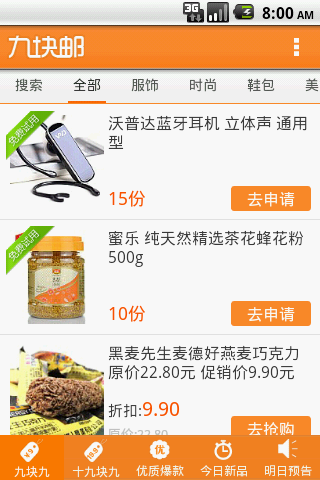 3G
8:00 AM
九块邮
搜索 全部 服饰 时尚 鞋包 美
免费试用
沃普达蓝牙耳机 立体声 通用
型
15份
去申请
免费试用
蜜乐 纯天然精选茶花蜂花粉
500g
10份
去申请
黑麦先生麦德好燕麦巧克力
原价22.80元 促销价9.90元
折扣:9.90
去抢购
原价:22.80
¥9 19.9 优
九块九 十九块九 优质爆款 今日新品 明日预告